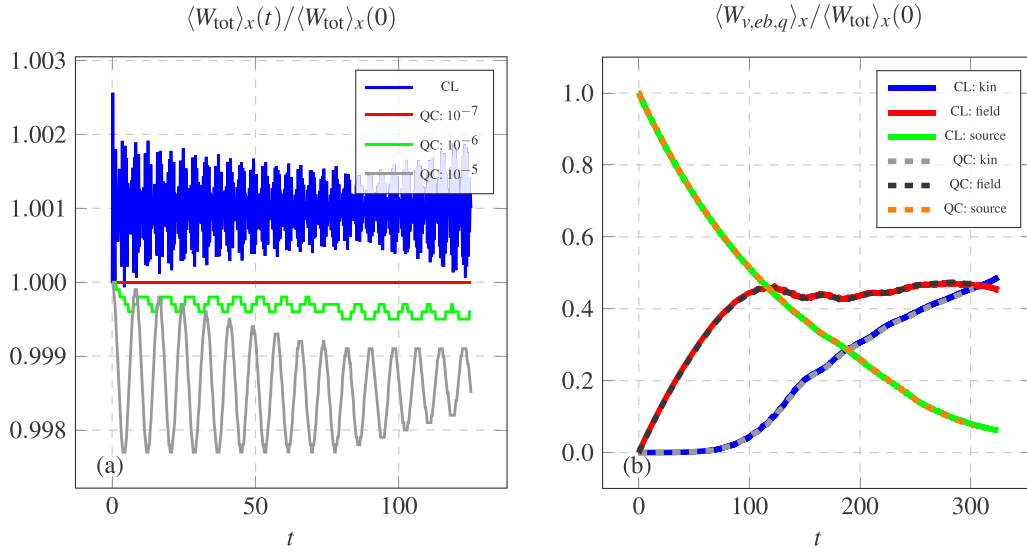 ⟨W_tot⟩_x(t)/⟨W_tot⟩_x(0)
1.003
1.002
1.001
1.000
0.999
0.998
CL
QC: 10⁻⁷
QC: 10⁻⁶
QC: 10⁻⁵
(a)
0
50
100
t
⟨W_{v,eb,q}⟩_x/⟨W_tot⟩_x(0)
1.0
0.8
0.6
0.4
0.2
0.0
CL: kin
CL: field
CL: source
QC: kin
QC: field
QC: source
(b)
0
100
200
300
t